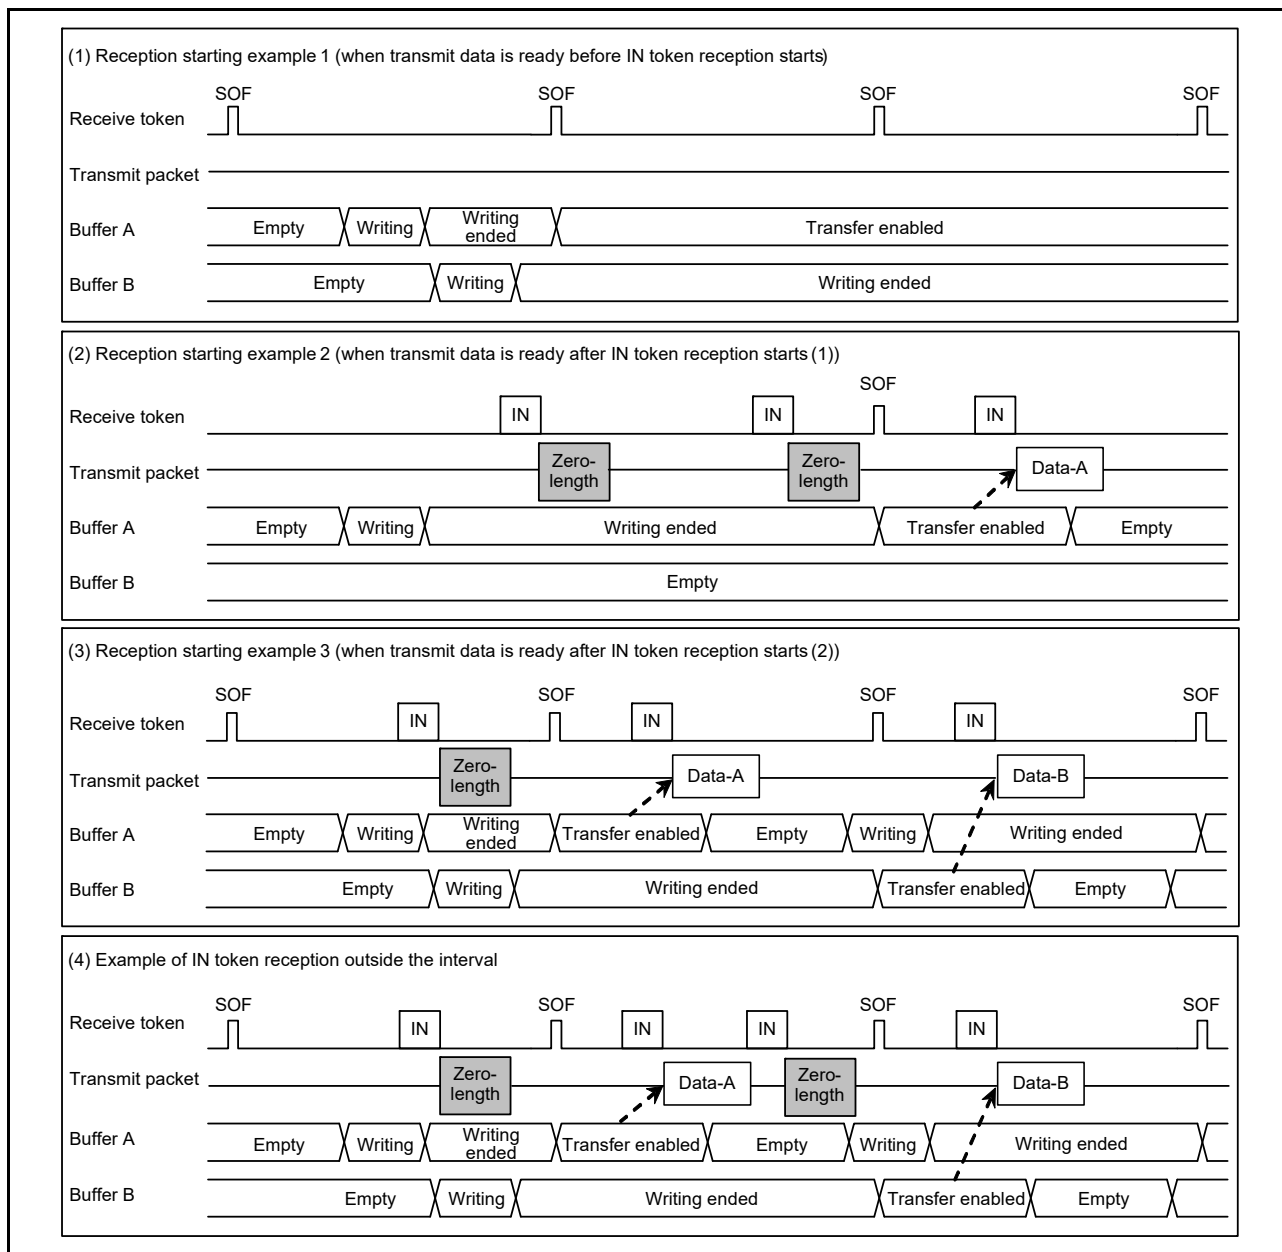 (1) Reception starting example 1 (when transmit data is ready before IN token reception starts)
SOF SOF SOF SOF
Receive token
Transmit packet
Buffer A Empty Writing Writing ended Transfer enabled
Buffer B Empty Writing Writing ended
(2) Reception starting example 2 (when transmit data is ready after IN token reception starts (1))
SOF
Receive token IN IN IN
Transmit packet Zero-length Zero-length Data-A
Buffer A Empty Writing Writing ended Transfer enabled Empty
Buffer B Empty
(3) Reception starting example 3 (when transmit data is ready after IN token reception starts (2))
SOF SOF SOF SOF
Receive token IN IN IN
Transmit packet Zero-length Data-A Data-B
Buffer A Empty Writing Writing ended Transfer enabled Empty Writing Writing ended
Buffer B Empty Writing Writing ended Transfer enabled Empty
(4) Example of IN token reception outside the interval
SOF SOF SOF SOF
Receive token IN IN IN IN
Transmit packet Zero-length Data-A Zero-length Data-B
Buffer A Empty Writing Writing ended Transfer enabled Empty Writing Writing ended
Buffer B Empty Writing Writing ended Transfer enabled Empty